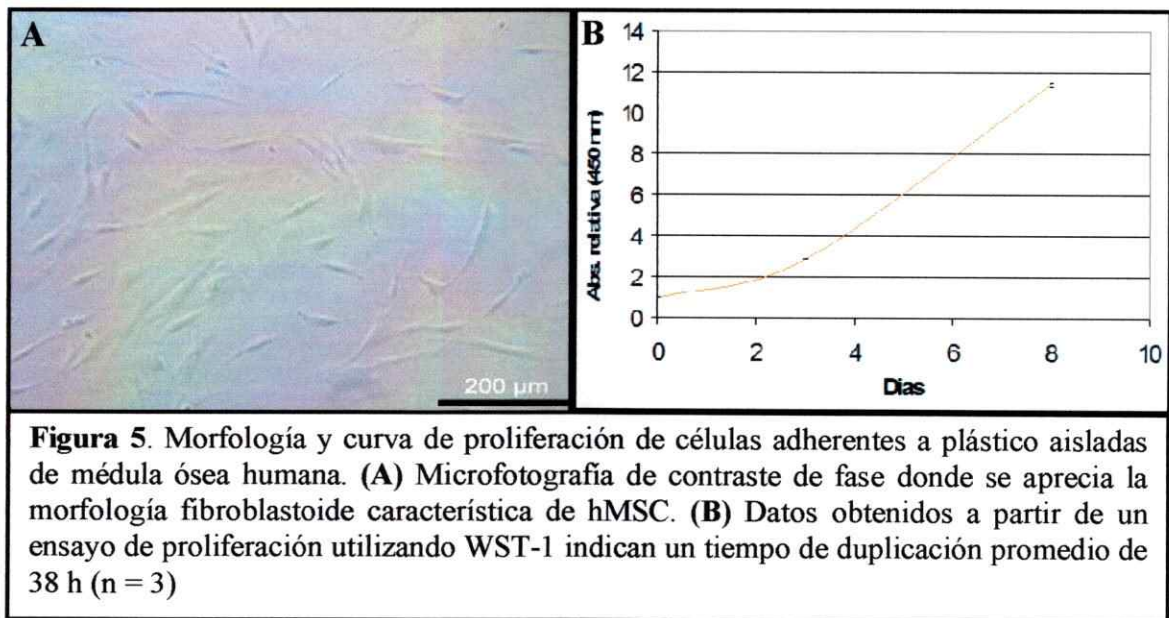 A
200 µm
B
14
12
10
8
6
4
2
0
Abs. relativa (450 nm)
0 2 4 6 8 10
Dias
Figura 5. Morfología y curva de proliferación de células adherentes a plástico aisladas
de médula ósea humana. (A) Microfotografía de contraste de fase donde se aprecia la
morfología fibroblastoide característica de hMSC. (B) Datos obtenidos a partir de un
ensayo de proliferación utilizando WST-1 indican un tiempo de duplicación promedio de
38 h (n = 3)